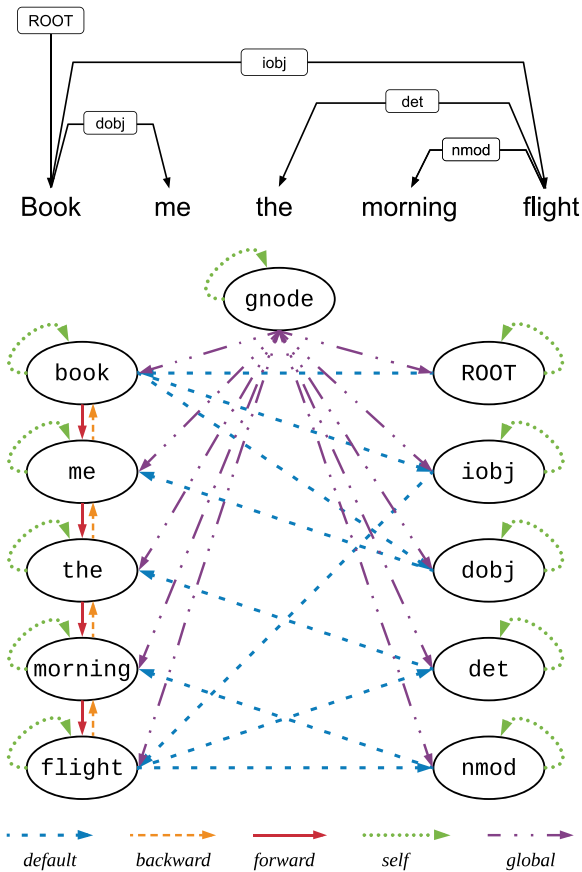 ROOT
iobj
det
dobj
nmod
Book me the morning flight
gnode
book ROOT
me iobj
the dobj
morning det
flight nmod
default backward forward self global